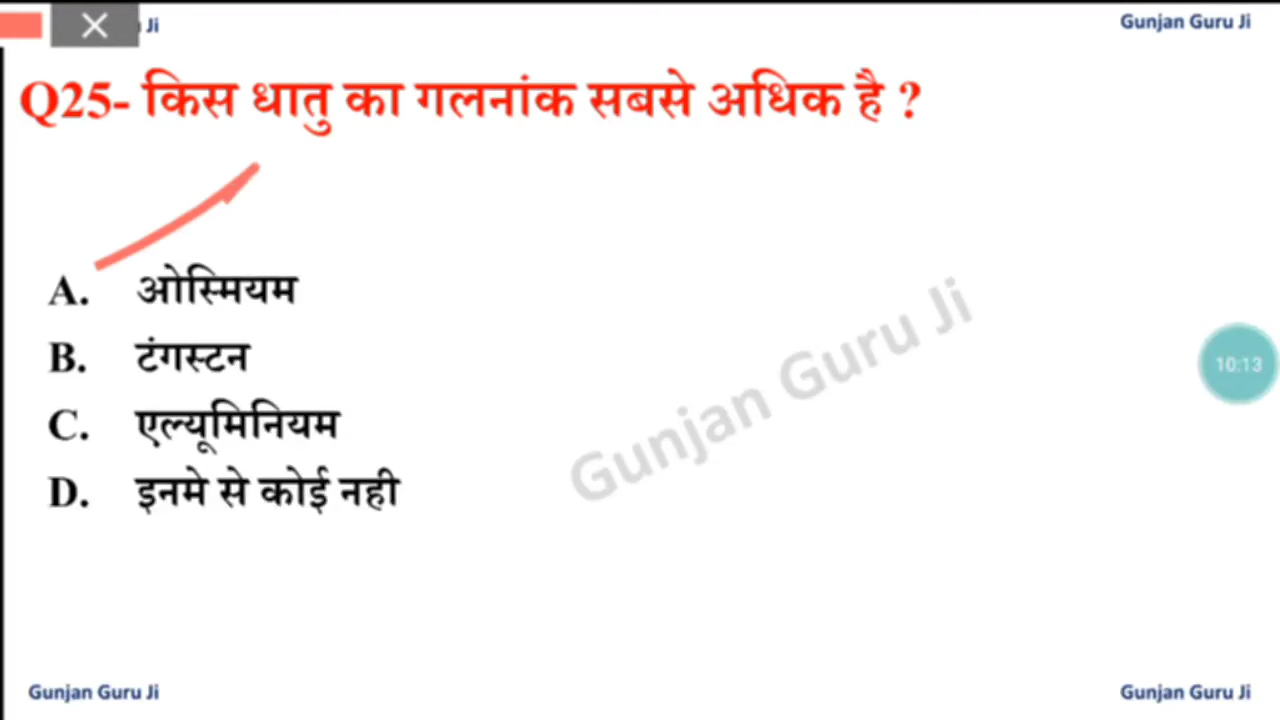 Ji
Gunjan Guru Ji
Q25- किस धातु का गलनांक सबसे अधिक है ?
A. ओस्मियम
B. टंगस्टन
C. एल्यूमिनियम
D. इनमे से कोई नही
Gunjan Guru Ji
10:13
Gunjan Guru Ji
Gunjan Guru Ji